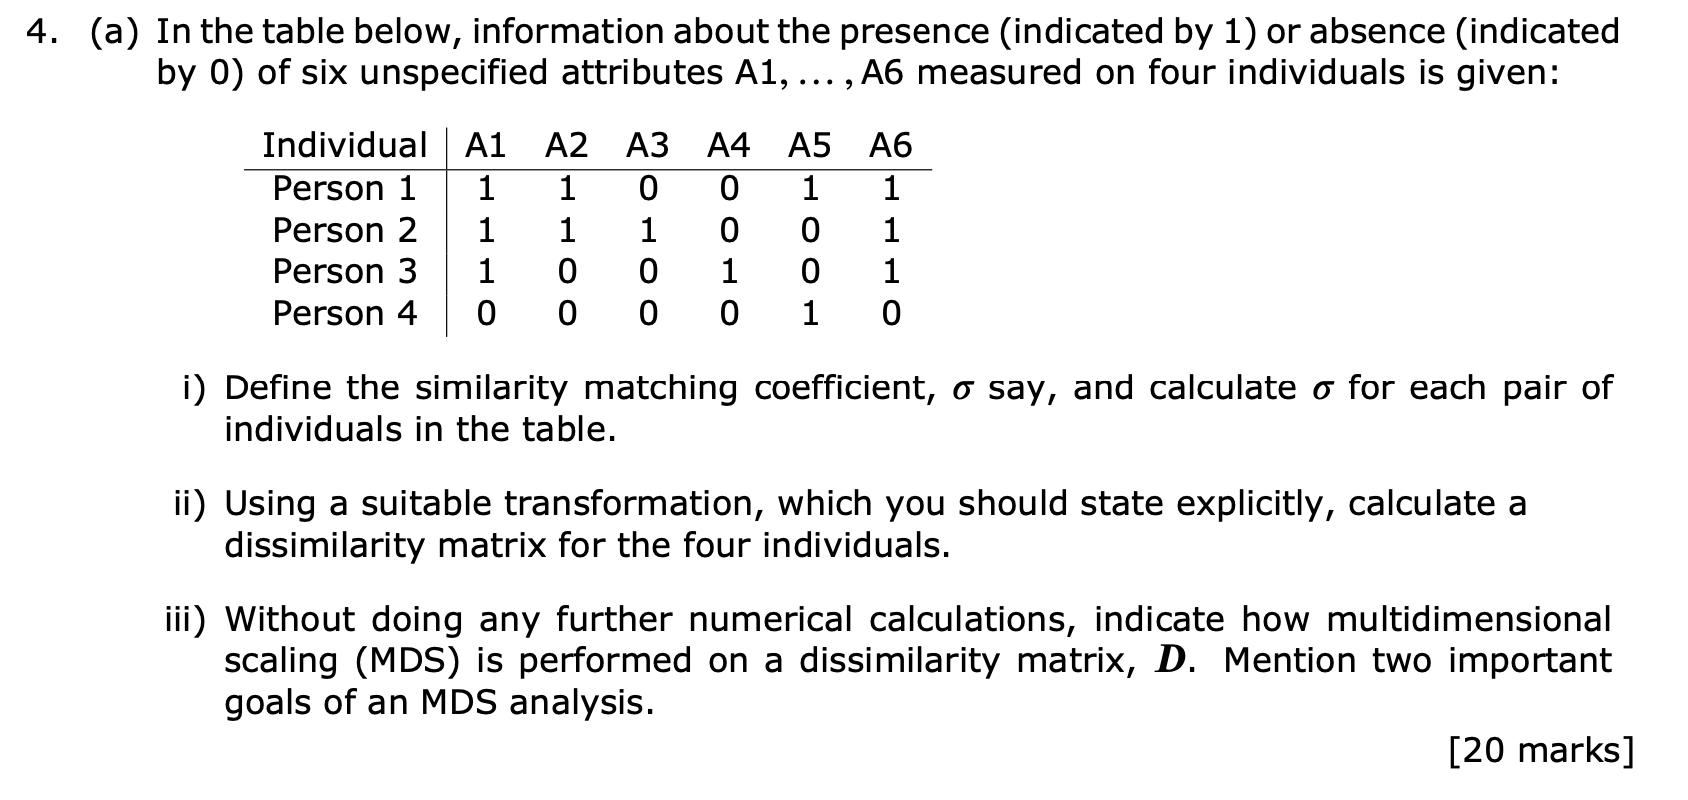 4. (a) In the table below, information about the presence (indicated by 1) or absence (indicated
by 0) of six unspecified attributes A1, … , A6 measured on four individuals is given:
Individual A1 A2 A3 A4 A5 A6
Person 1 1 1 0 0 1 1
Person 2 1 1 1 0 0 1
Person 3 1 0 0 1 0 1
Person 4 0 0 0 0 1 0
i) Define the similarity matching coefficient, σ say, and calculate σ for each pair of
individuals in the table.
ii) Using a suitable transformation, which you should state explicitly, calculate a
dissimilarity matrix for the four individuals.
iii) Without doing any further numerical calculations, indicate how multidimensional
scaling (MDS) is performed on a dissimilarity matrix, D. Mention two important
goals of an MDS analysis.
[20 marks]